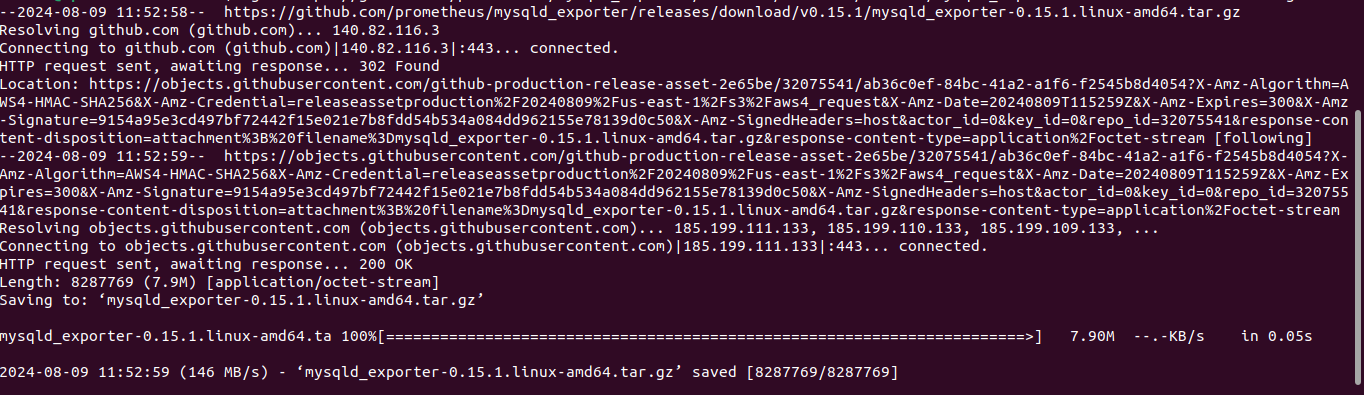 --2024-08-09 11:52:58--  https://github.com/prometheus/mysqld_exporter/releases/download/v0.15.1/mysqld_exporter-0.15.1.linux-amd64.tar.gz
Resolving github.com (github.com)... 140.82.116.3
Connecting to github.com (github.com)|140.82.116.3|:443... connected.
HTTP request sent, awaiting response... 302 Found
Location: https://objects.githubusercontent.com/github-production-release-asset-2e65be/32075541/ab36c0ef-84bc-41a2-a1f6-f2545b8d4054?X-Amz-Algorithm=A
WS4-HMAC-SHA256&X-Amz-Credential=releaseassetproduction%2F20240809%2Fus-east-1%2Fs3%2Faws4_request&X-Amz-Date=20240809T115259Z&X-Amz-Expires=300&X-Amz
-Signature=9154a95e3cd497bf72442f15e021e7b8fdd54b534a084dd962155e78139d0c50&X-Amz-SignedHeaders=host&actor_id=0&key_id=0&repo_id=32075541&response-con
tent-disposition=attachment%3B%20filename%3Dmysqld_exporter-0.15.1.linux-amd64.tar.gz&response-content-type=application%2Foctet-stream [following]
--2024-08-09 11:52:59--  https://objects.githubusercontent.com/github-production-release-asset-2e65be/32075541/ab36c0ef-84bc-41a2-a1f6-f2545b8d4054?X-
Amz-Algorithm=AWS4-HMAC-SHA256&X-Amz-Credential=releaseassetproduction%2F20240809%2Fus-east-1%2Fs3%2Faws4_request&X-Amz-Date=20240809T115259Z&X-Amz-Ex
pires=300&X-Amz-Signature=9154a95e3cd497bf72442f15e021e7b8fdd54b534a084dd962155e78139d0c50&X-Amz-SignedHeaders=host&actor_id=0&key_id=0&repo_id=320755
41&response-content-disposition=attachment%3B%20filename%3Dmysqld_exporter-0.15.1.linux-amd64.tar.gz&response-content-type=application%2Foctet-stream
Resolving objects.githubusercontent.com (objects.githubusercontent.com)... 185.199.111.133, 185.199.110.133, 185.199.109.133, ...
Connecting to objects.githubusercontent.com (objects.githubusercontent.com)|185.199.111.133|:443... connected.
HTTP request sent, awaiting response... 200 OK
Length: 8287769 (7.9M) [application/octet-stream]
Saving to: ‘mysqld_exporter-0.15.1.linux-amd64.tar.gz’
mysqld_exporter-0.15.1.linux-amd64.ta 100%[=======================================================================>]   7.90M  --.-KB/s    in 0.05s
2024-08-09 11:52:59 (146 MB/s) - ‘mysqld_exporter-0.15.1.linux-amd64.tar.gz’ saved [8287769/8287769]